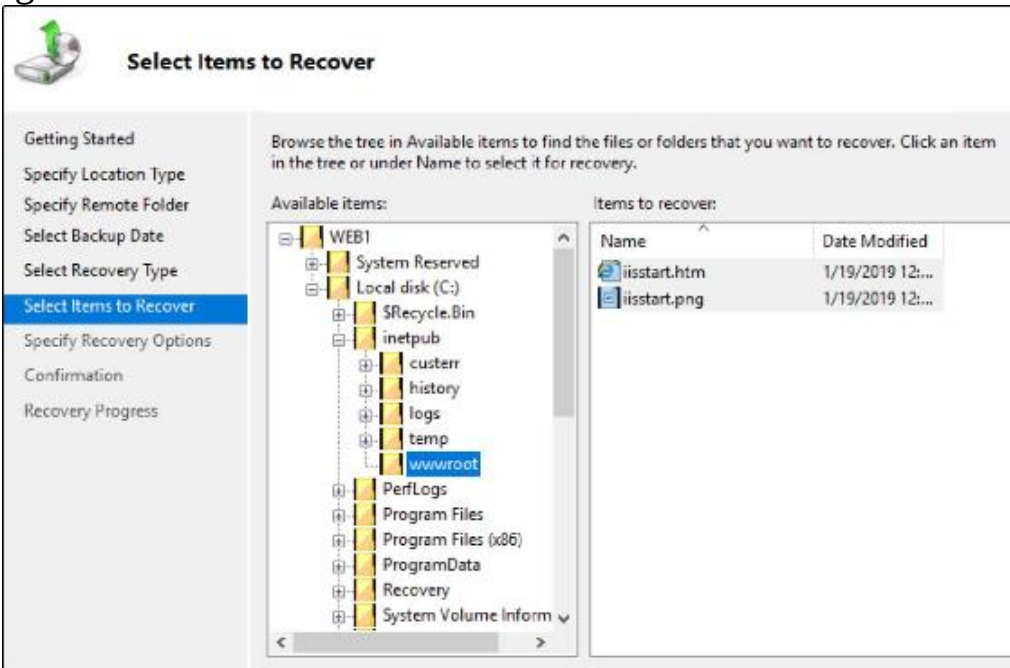 Select Items to Recover
Getting Started
Specify Location Type
Specify Remote Folder
Select Backup Date
Select Recovery Type
Select Items to Recover
Specify Recovery Options
Confirmation
Recovery Progress
Browse the tree in Available items to find the files or folders that you want to recover. Click an item
in the tree or under Name to select it for recovery.
Available items:
WEB1
System Reserved
Local disk (C:)
$Recycle.Bin
inetpub
custerr
history
logs
temp
wwwroot
PerfLogs
Program Files
Program Files (x86)
ProgramData
Recovery
System Volume Inform
Items to recover:
Name Date Modified
iisstart.htm 1/19/2019 12:...
iisstart.png 1/19/2019 12:...